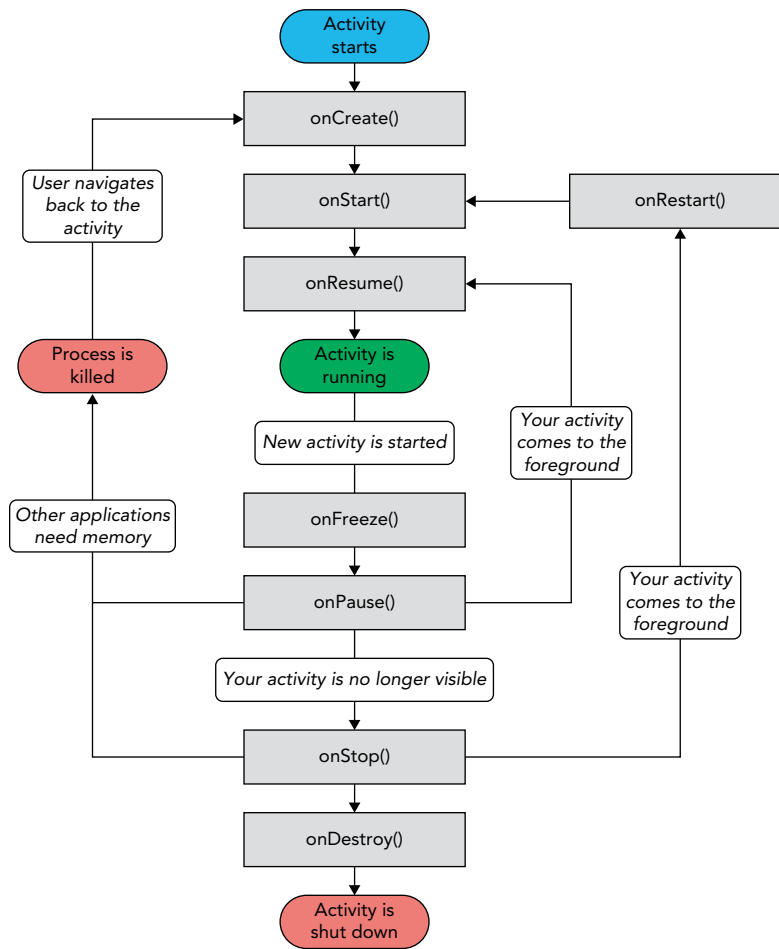 Activity
starts
onCreate()
User navigates
back to the
activity
onStart()
onRestart()
onResume()
Process is
killed
Activity is
running
Your activity
comes to the
foreground
New activity is started
Other applications
need memory
onFreeze()
Your activity
comes to the
foreground
onPause()
Your activity is no longer visible
onStop()
onDestroy()
Activity is
shut down